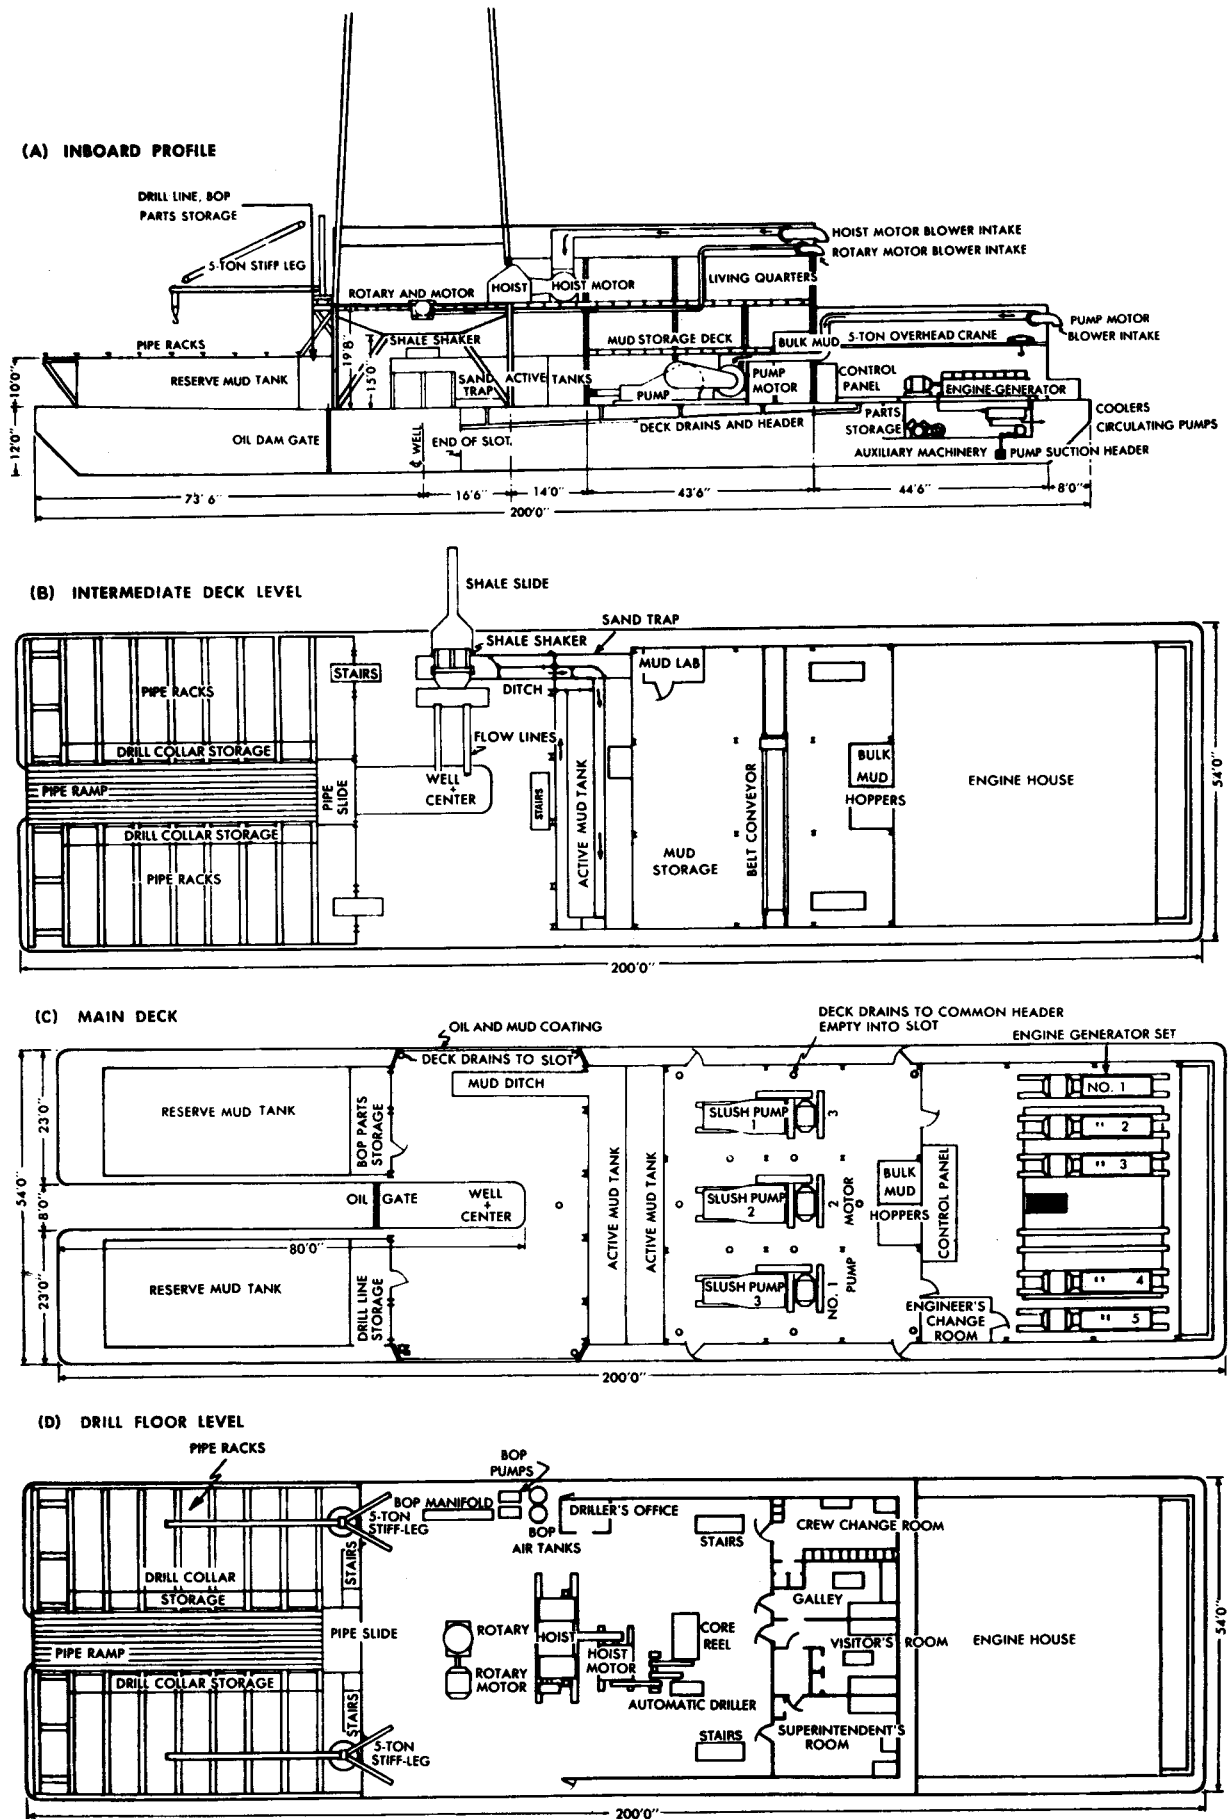 (A) INBOARD PROFILE
DRILL LINE, BOP
PARTS STORAGE
5-TON STIFF LEG
HOIST MOTOR BLOWER INTAKE
ROTARY MOTOR BLOWER INTAKE
LIVING QUARTERS
ROTARY AND MOTOR
HOIST
HOIST MOTOR
PUMP MOTOR
BLOWER INTAKE
PIPE RACKS
19'8"
15'0"
SHALE SHAKER
MUD STORAGE DECK
BULK MUD
5-TON OVERHEAD CRANE
10'0"
RESERVE MUD TANK
SAND
TRAP
ACTIVE TANKS
PUMP
PUMP
MOTOR
CONTROL
PANEL
ENGINE-GENERATOR
12'0"
OIL DAM GATE
℄ WELL
END OF SLOT
DECK DRAINS AND HEADER
PARTS
STORAGE
COOLERS
CIRCULATING PUMPS
AUXILIARY MACHINERY
PUMP SUCTION HEADER
73'6"
16'6"
14'0"
43'6"
44'6"
8'0"
200'0"
(B) INTERMEDIATE DECK LEVEL
SHALE SLIDE
SAND TRAP
SHALE SHAKER
STAIRS
MUD LAB
PIPE RACKS
DITCH
FLOW LINES
DRILL COLLAR STORAGE
PIPE RAMP
PIPE
SLIDE
WELL
+
CENTER
STAIRS
ACTIVE MUD TANK
MUD
STORAGE
BELT CONVEYOR
BULK
MUD
HOPPERS
ENGINE HOUSE
54'0"
DRILL COLLAR STORAGE
PIPE RACKS
200'0"
(C) MAIN DECK
OIL AND MUD COATING
DECK DRAINS TO COMMON HEADER
EMPTY INTO SLOT
ENGINE GENERATOR SET
DECK DRAINS TO SLOT
MUD DITCH
NO. 1
23'0"
RESERVE MUD TANK
BOP PARTS
STORAGE
SLUSH PUMP
1
3
" 2
" 3
54'0"
8'0"
OIL GATE
WELL
+
CENTER
ACTIVE MUD TANK
ACTIVE MUD TANK
SLUSH PUMP
2
2
MOTOR
BULK
MUD
HOPPERS
CONTROL PANEL
80'0"
23'0"
RESERVE MUD TANK
DRILL LINE
STORAGE
SLUSH PUMP
3
NO. 1
PUMP
ENGINEER'S
CHANGE
ROOM
" 4
" 5
200'0"
(D) DRILL FLOOR LEVEL
PIPE RACKS
BOP
PUMPS
BOP MANIFOLD
5-TON
STIFF-LEG
DRILLER'S OFFICE
BOP
AIR TANKS
STAIRS
CREW CHANGE ROOM
STAIRS
DRILL COLLAR
STORAGE
GALLEY
PIPE RAMP
PIPE SLIDE
ROTARY
HOIST
HOIST
MOTOR
CORE
REEL
VISITOR'S ROOM
ENGINE HOUSE
54'0"
DRILL COLLAR STORAGE
ROTARY
MOTOR
AUTOMATIC DRILLER
STAIRS
5-TON
STIFF-LEG
STAIRS
SUPERINTENDENT'S
ROOM
200'0"